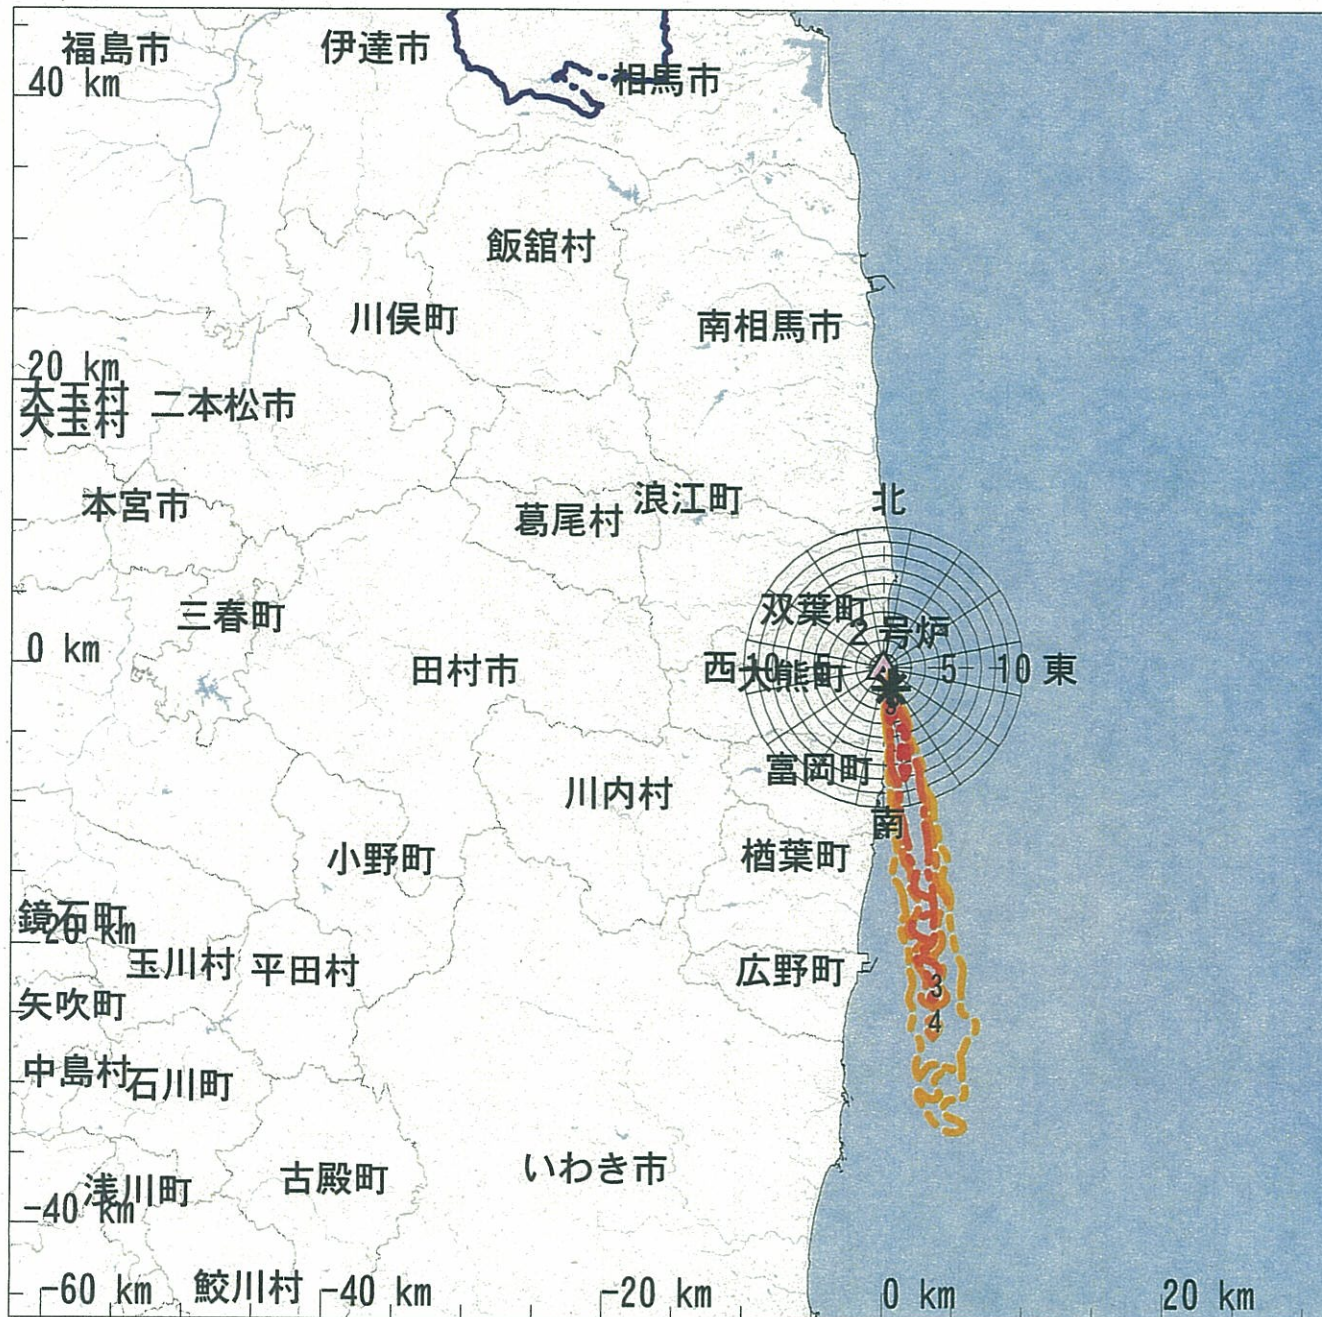 福島市
伊達市
相馬市
40 km
飯舘村
川俣町
南相馬市
20 km
大玉村
二本松市
大玉村
本宮市
葛尾村
浪江町
北
三春町
双葉町
2号炉
0 km
田村市
西
10
5
大熊町
5
10
東
富岡町
川内村
南
小野町
楢葉町
鏡石町
-20 km
玉川村
平田村
広野町
3
矢吹町
4
中島村
石川町
いわき市
古殿町
浅川町
-40 km
-60 km
鮫川村
-40 km
-20 km
0 km
20 km